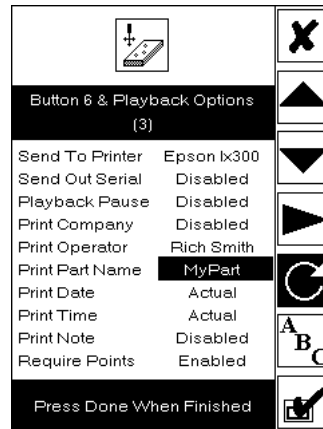 Button 6 & Playback Options
(3)
Send To Printer Epson lx300
Send Out Serial Disabled
Playback Pause Disabled
Print Company Disabled
Print Operator Rich Smith
Print Part Name MyPart
Print Date Actual
Print Time Actual
Print Note Disabled
Require Points Enabled
Press Done When Finished
A
B
C